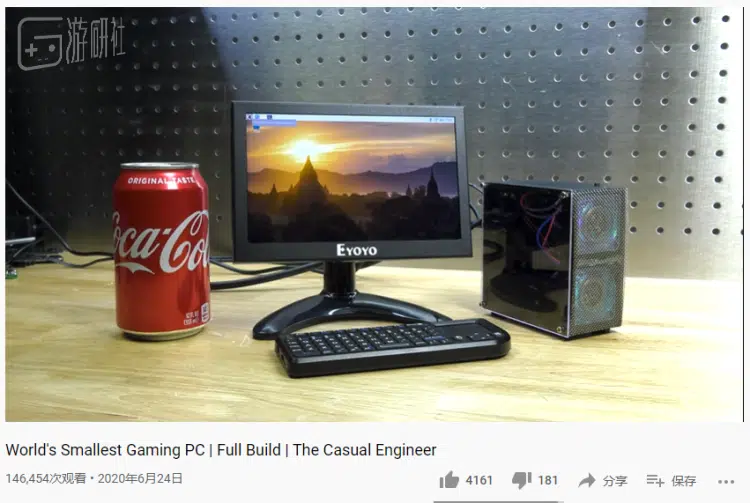 游研社
ORIGINAL TASTE
Coca-Cola
EYOYO
World's Smallest Gaming PC | Full Build | The Casual Engineer
146,454次观看 • 2020年6月24日
4161
181
分享
保存